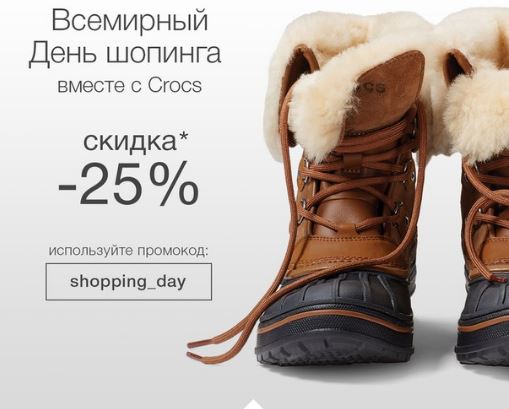 Всемирный
День шопинга
вместе с Crocs
скидка*
-25%
используйте промокод:
shopping_day